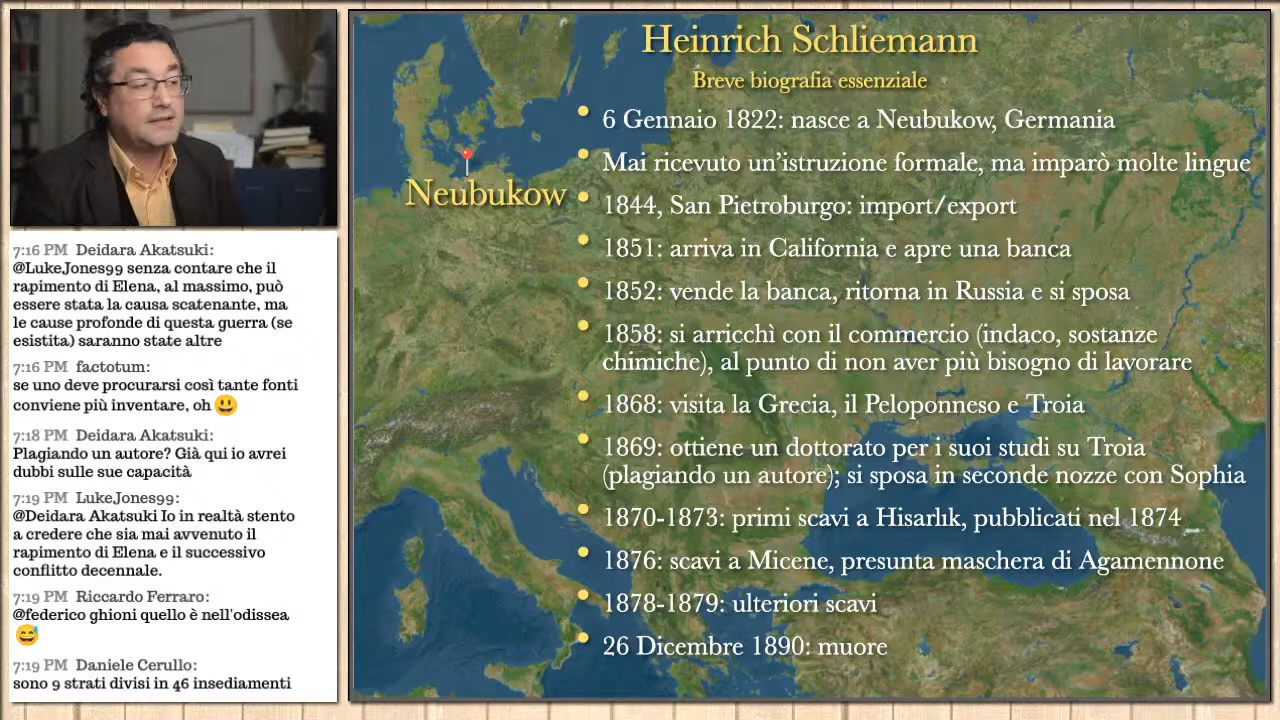 Heinrich Schliemann
Breve biografia essenziale
• 6 Gennaio 1822: nasce a Neubukow, Germania
• Mai ricevuto un’istruzione formale, ma imparò molte lingue
• 1844, San Pietroburgo: import/export
• 1851: arriva in California e apre una banca
• 1852: vende la banca, ritorna in Russia e si sposa
• 1858: si arricchì con il commercio (indaco, sostanze
chimiche), al punto di non aver più bisogno di lavorare
• 1868: visita la Grecia, il Peloponneso e Troia
• 1869: ottiene un dottorato per i suoi studi su Troia
(plagiando un autore); si sposa in seconde nozze con Sophia
• 1870-1873: primi scavi a Hisarlık, pubblicati nel 1874
• 1876: scavi a Micene, presunta maschera di Agamennone
• 1878-1879: ulteriori scavi
• 26 Dicembre 1890: muore
Neubukow
7:16 PM Deidara Akatsuki:
@LukeJones99 senza contare che il
rapimento di Elena, al massimo, può
essere stata la causa scatenante, ma
le cause profonde di questa guerra (se
esistita) saranno state altre
7:16 PM factotum:
se uno deve procurarsi così tante fonti
conviene più inventare, oh 😃
7:18 PM Deidara Akatsuki:
Plagiando un autore? Già qui io avrei
dubbi sulle sue capacità
7:19 PM LukeJones99:
@Deidara Akatsuki Io in realtà stento
a credere che sia mai avvenuto il
rapimento di Elena e il successivo
conflitto decennale.
7:19 PM Riccardo Ferraro:
@federico ghioni quello è nell'odissea
😅
7:19 PM Daniele Cerullo:
sono 9 strati divisi in 46 insediamenti